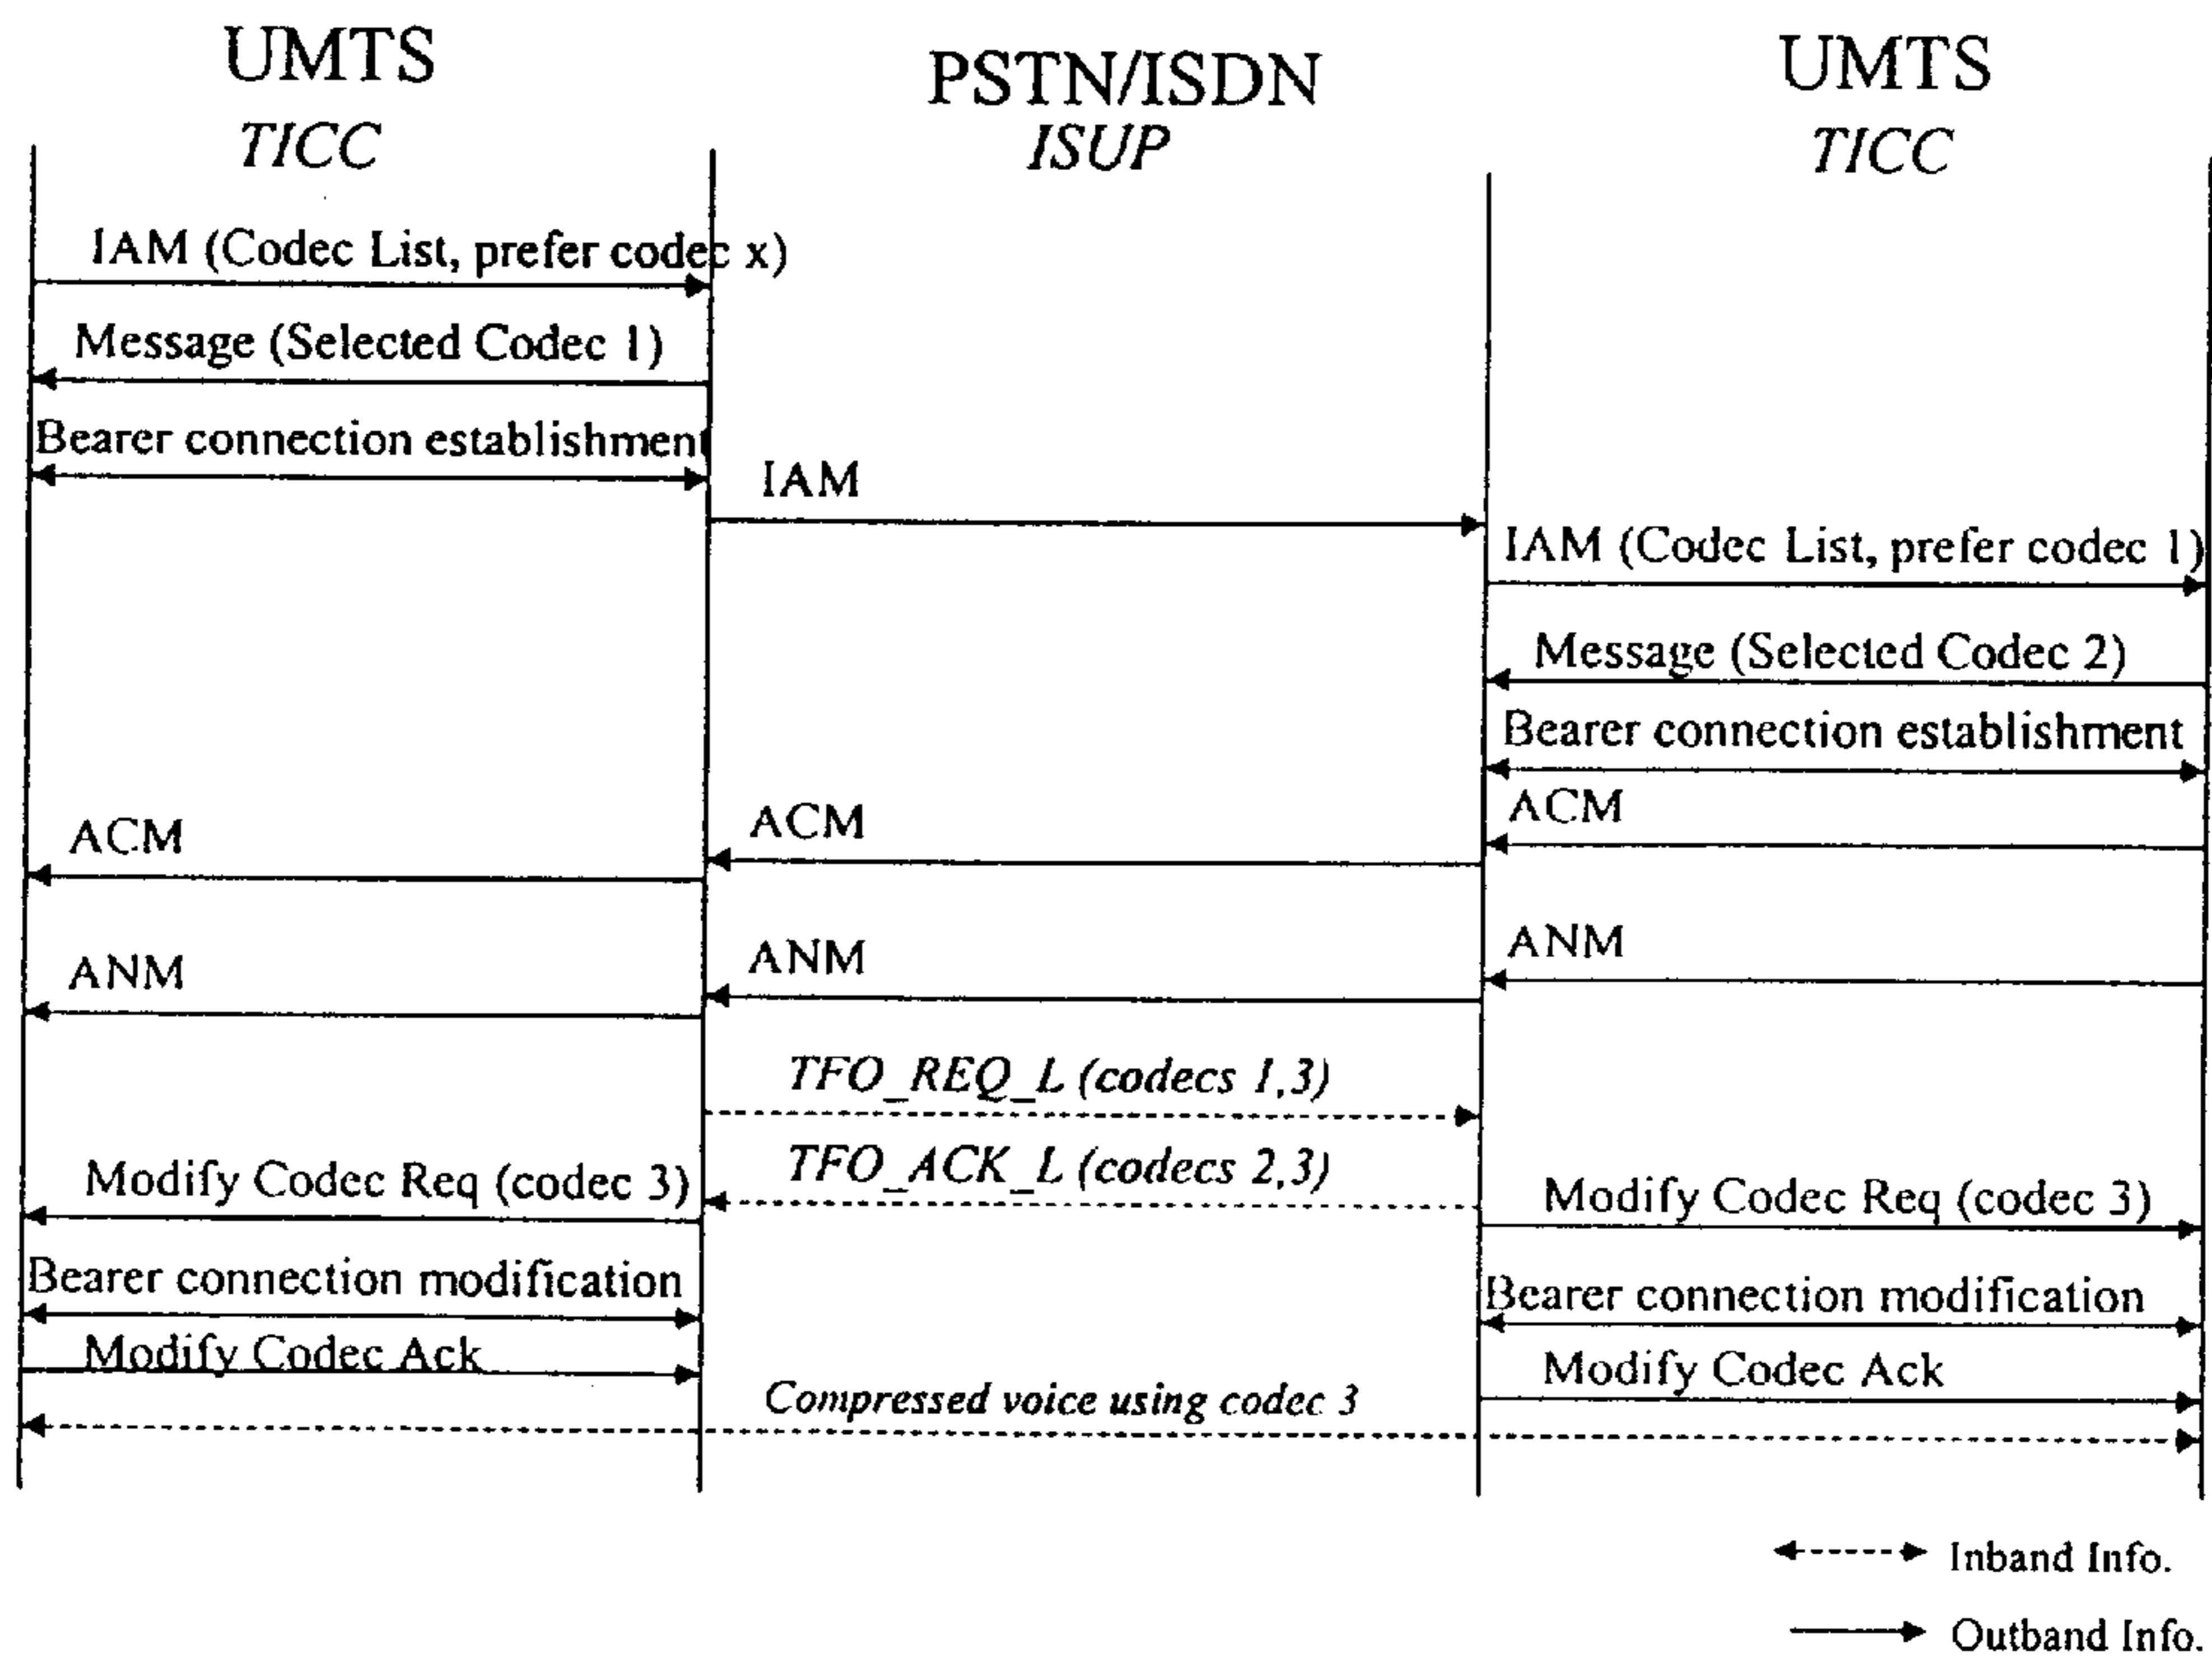 UMTS
TICC
PSTN/ISDN
ISUP
UMTS
TICC
IAM (Codec List, prefer codec x)
Message (Selected Codec 1)
Bearer connection establishment
IAM
IAM (Codec List, prefer codec 1)
Message (Selected Codec 2)
Bearer connection establishment
ACM
ACM
ACM
ANM
ANM
ANM
TFO_REQ_L (codecs 1,3)
TFO_ACK_L (codecs 2,3)
Modify Codec Req (codec 3)
Modify Codec Req (codec 3)
Bearer connection modification
Bearer connection modification
Modify Codec Ack
Modify Codec Ack
Compressed voice using codec 3
Inband Info.
Outband Info.